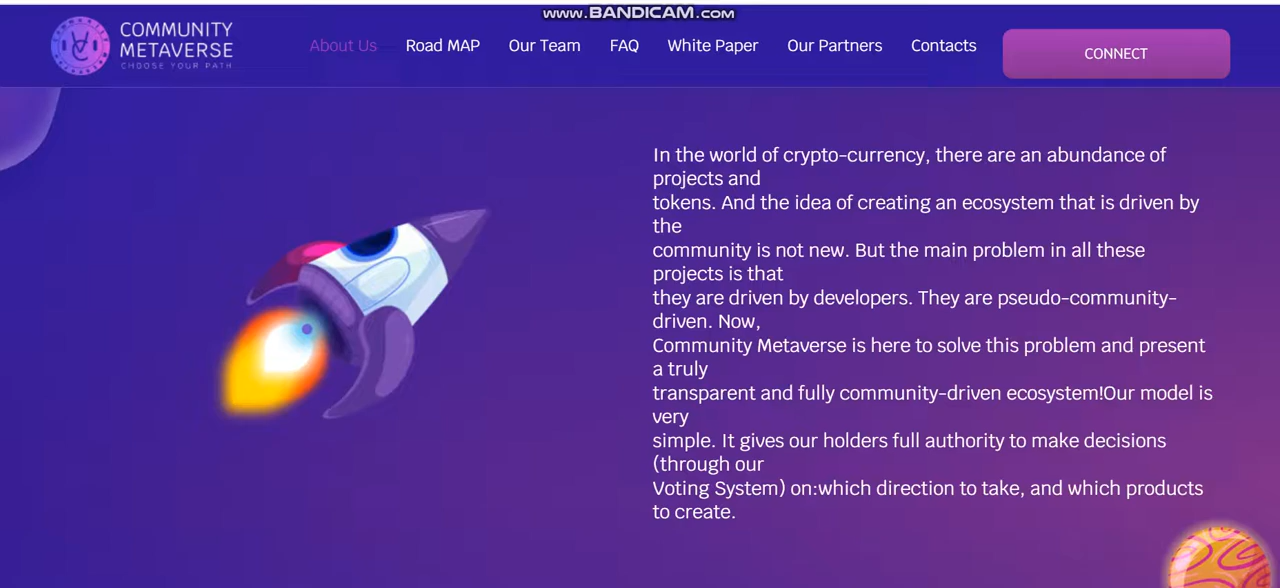 www.BANDICAM.com
COMMUNITY
METAVERSE
CHOOSE YOUR PATH
About Us Road MAP Our Team FAQ White Paper Our Partners Contacts CONNECT
In the world of crypto-currency, there are an abundance of
projects and
tokens. And the idea of creating an ecosystem that is driven by
the
community is not new. But the main problem in all these
projects is that
they are driven by developers. They are pseudo-community-
driven. Now,
Community Metaverse is here to solve this problem and present
a truly
transparent and fully community-driven ecosystem!Our model is
very
simple. It gives our holders full authority to make decisions
(through our
Voting System) on:which direction to take, and which products
to create.